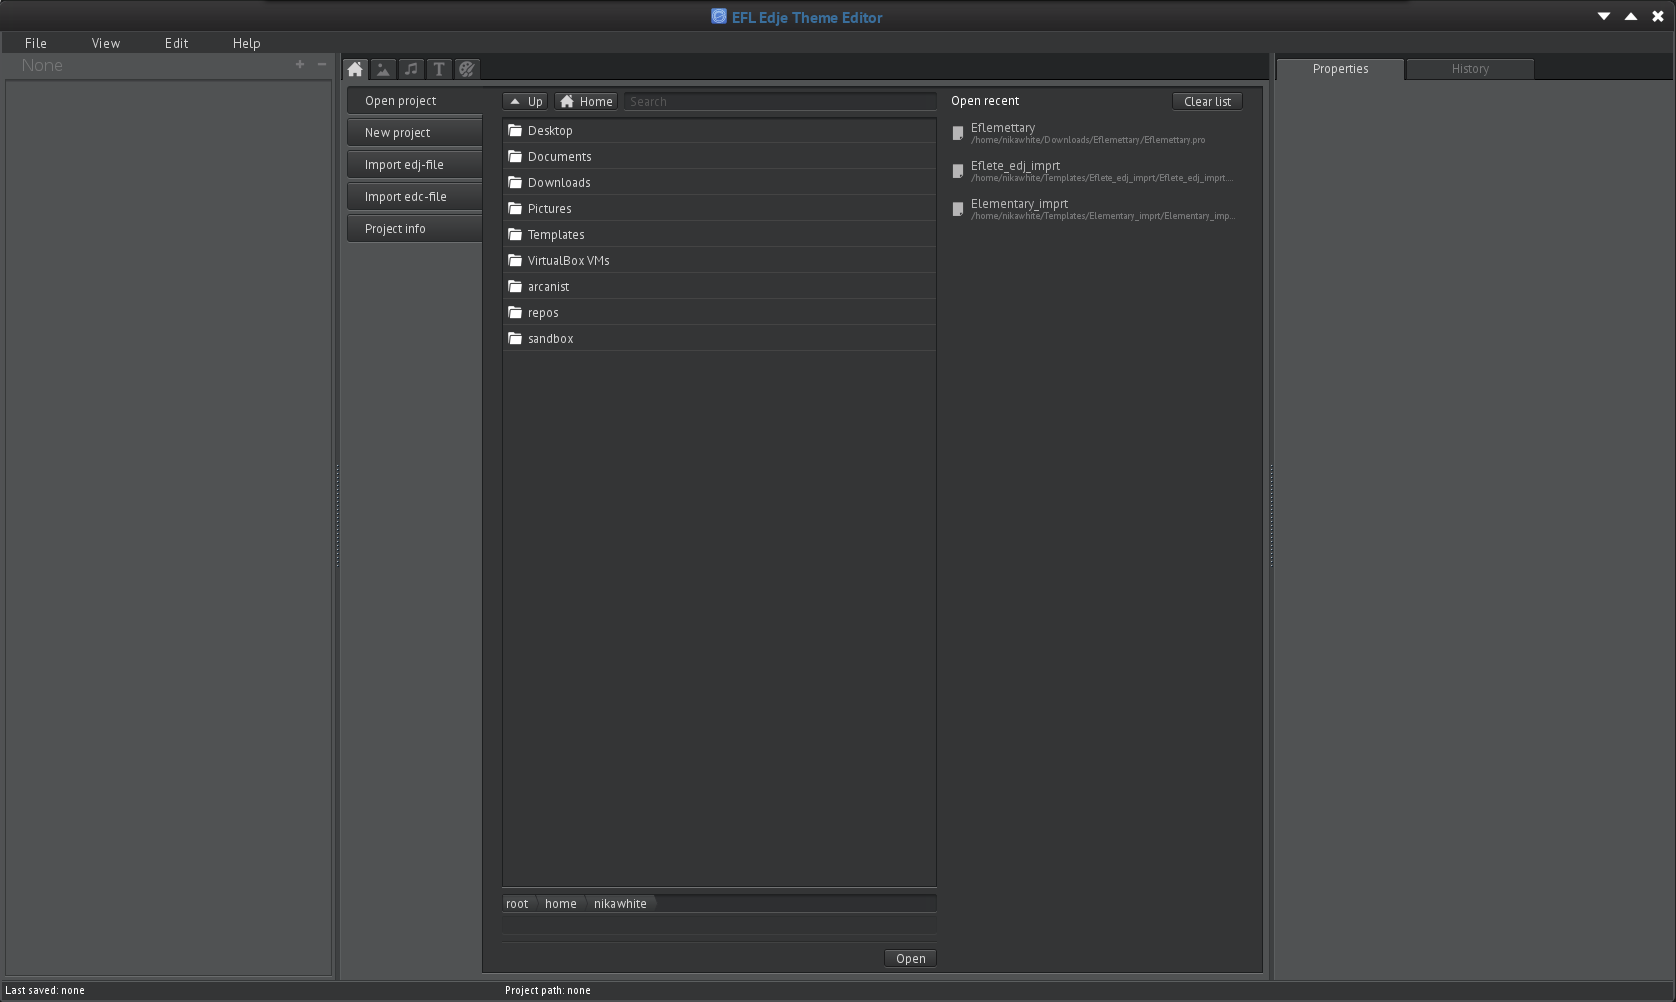 EFL Edje Theme Editor
File View Edit Help
None
Properties History
Open project
New project
Import edj-file
Import edc-file
Project info
Up Home Search
Desktop
Documents
Downloads
Pictures
Templates
VirtualBox VMs
arcanist
repos
sandbox
root home nikawhite
Open
Open recent Clear list
Eflemettary
/home/nikawhite/Downloads/Eflemettary/Eflemettary.pro
Eflete_edj_imprt
/home/nikawhite/Templates/Eflete_edj_imprt/Eflete_edj_imprt....
Elementary_imprt
/home/nikawhite/Templates/Elementary_imprt/Elementary_imp...
Last saved: none Project path: none